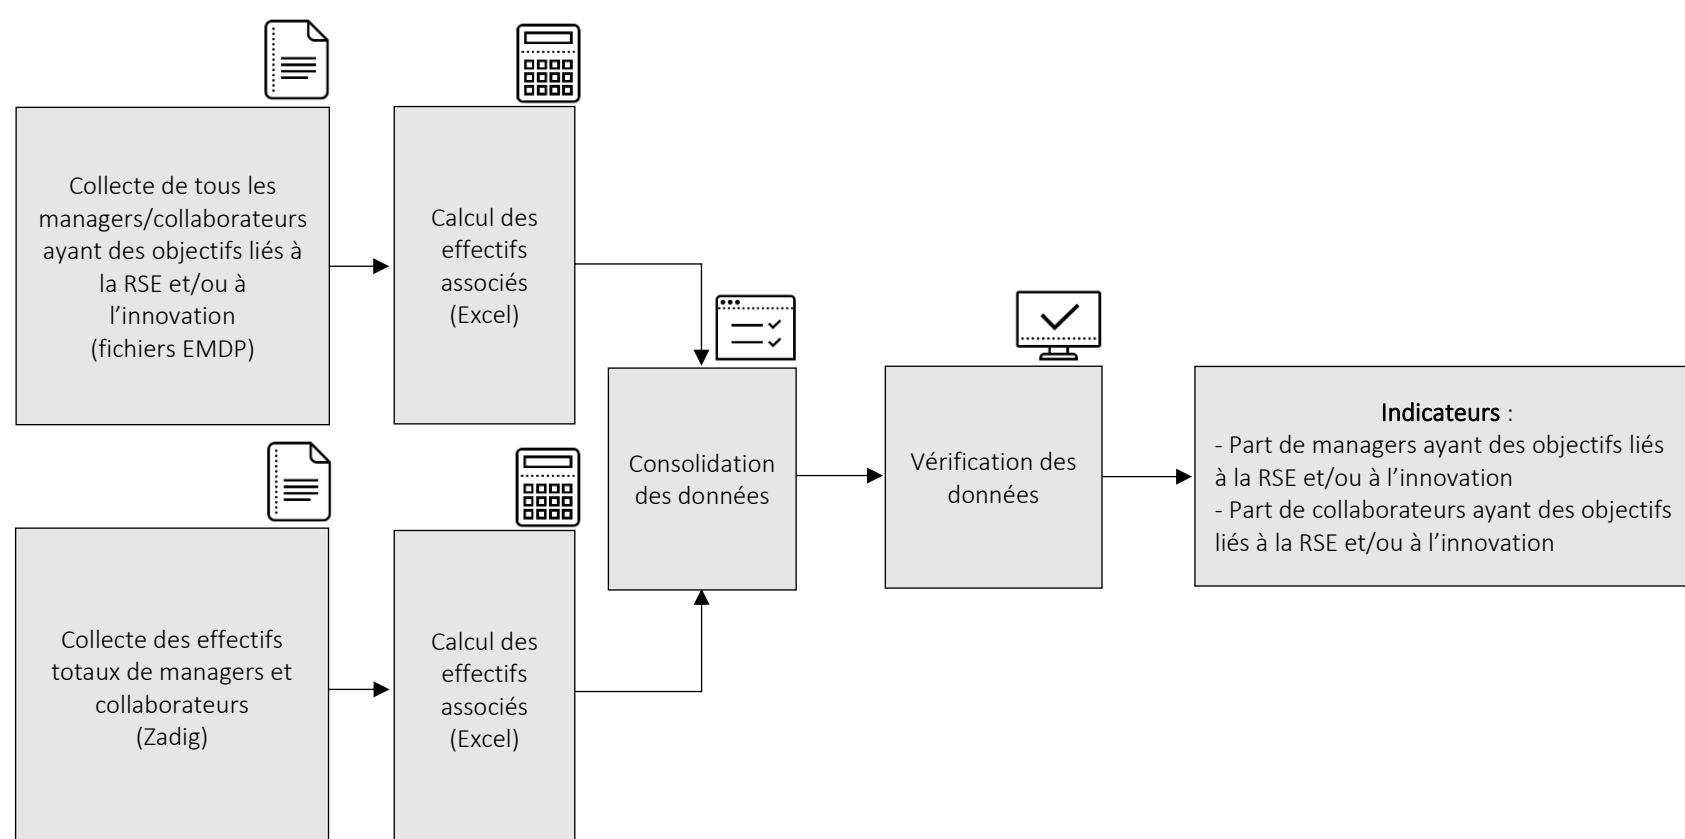 Collecte de tous les
managers/collaborateurs
ayant des objectifs liés à
la RSE et/ou à
l’innovation
(fichiers EMDP)
Calcul des
effectifs
associés
(Excel)
Consolidation
des données
Vérification des
données
Indicateurs :
- Part de managers ayant des objectifs liés
à la RSE et/ou à l’innovation
- Part de collaborateurs ayant des objectifs
liés à la RSE et/ou à l’innovation
Collecte des effectifs
totaux de managers et
collaborateurs
(Zadig)
Calcul des
effectifs
associés
(Excel)